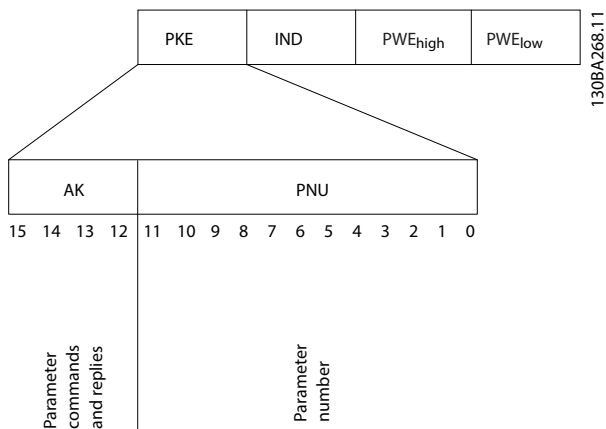 PKE IND PWEhigh PWElow
130BA268.11
AK PNU
15 14 13 12 11 10 9 8 7 6 5 4 3 2 1 0
Parameter
commands
and replies
Parameter
number